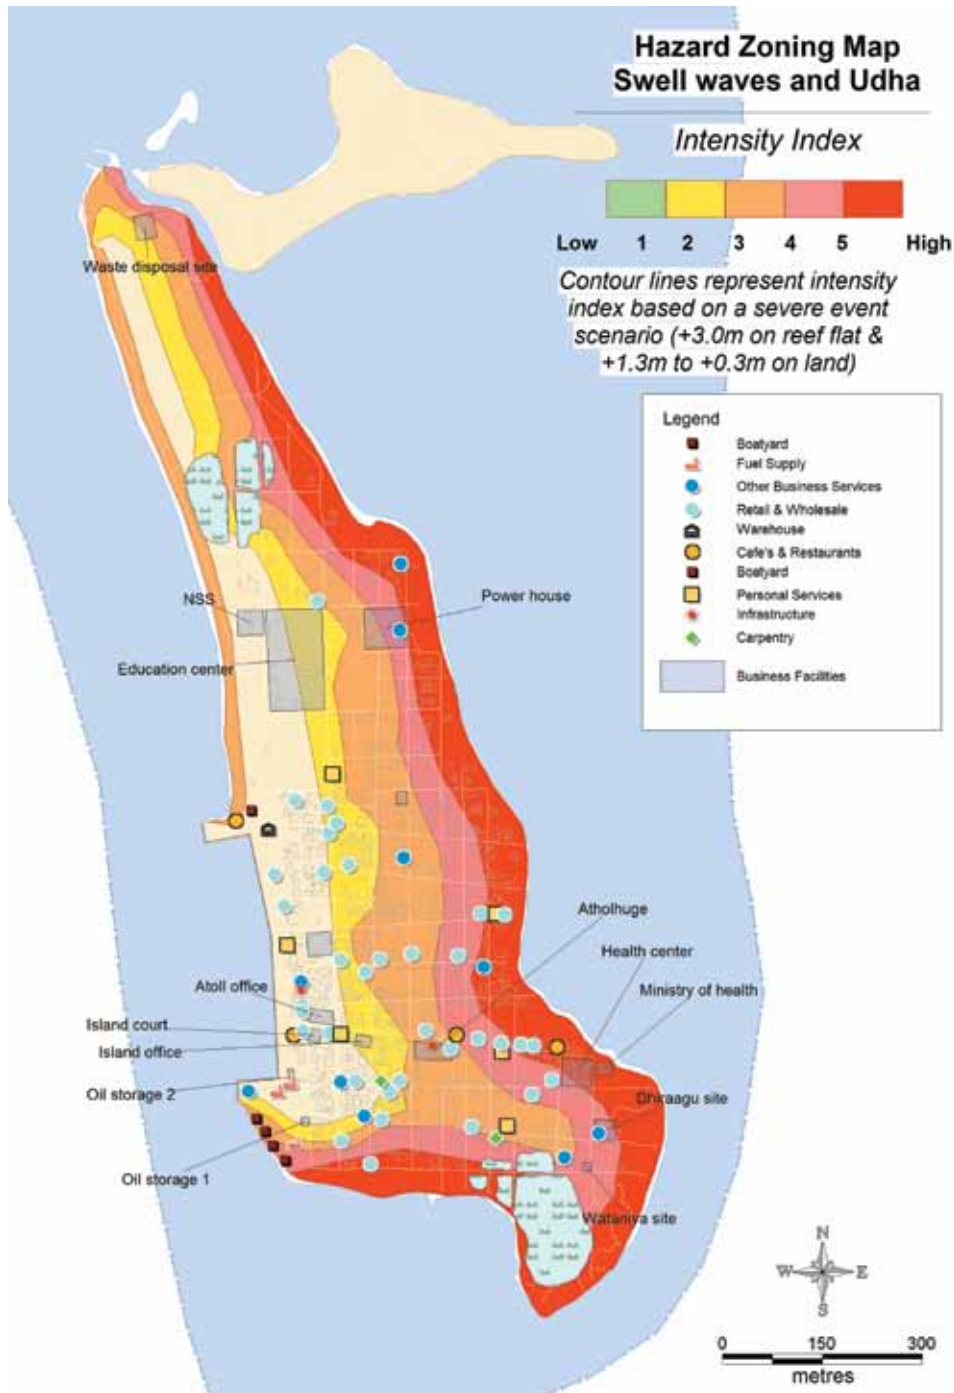 Hazard Zoning Map
Swell waves and Udha
Intensity Index
Low 1 2 3 4 5 High
Contour lines represent intensity
index based on a severe event
scenario (+3.0m on reef flat &
+1.3m to +0.3m on land)
Legend
Boatyard
Fuel Supply
Other Business Services
Retail & Wholesale
Warehouse
Cafe's & Restaurants
Boatyard
Personal Services
Infrastructure
Carpentry
Business Facilities
Waste disposal site
NSS
Power house
Education center
Atholhuge
Health center
Ministry of health
Atoll office
Island court
Island office
Oil storage 2
Dhiraagu site
Oil storage 1
Wataniya site
N
W E
S
0 150 300
metres